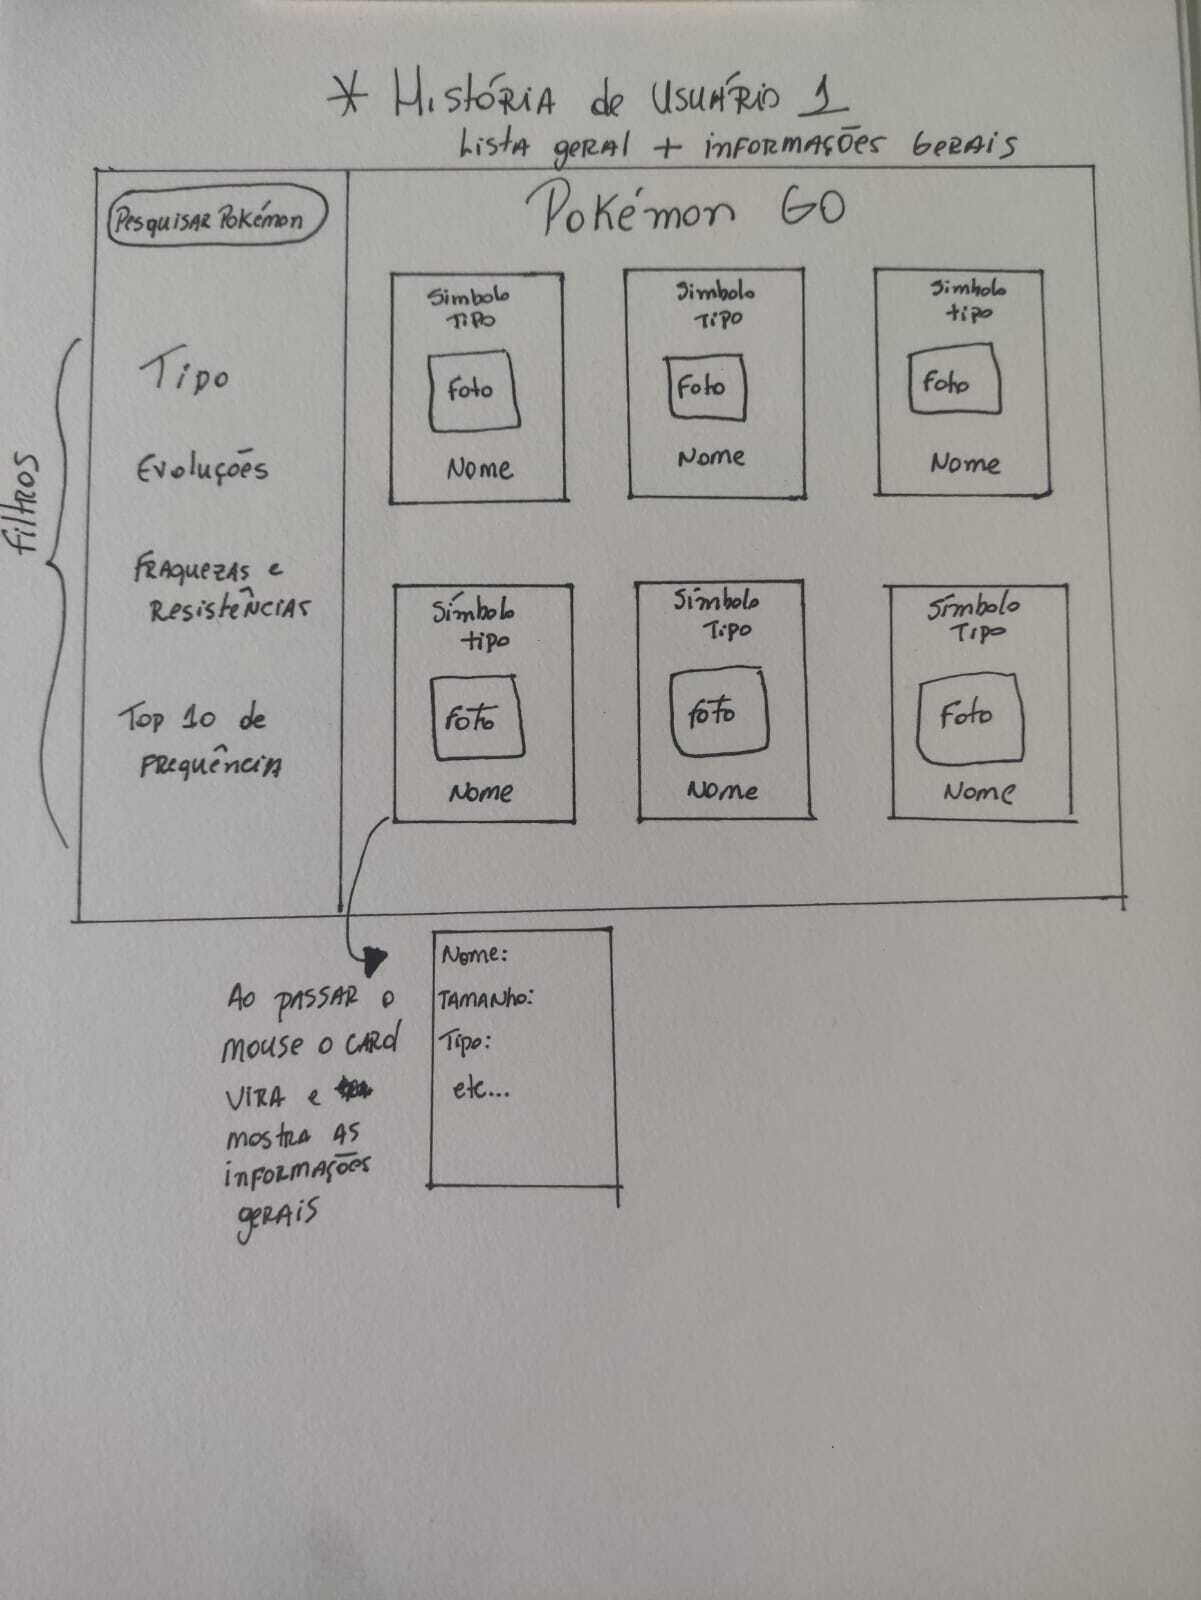 * História de Usuário 1
Lista geral + informações Gerais
Pesquisar Pokémon
Pokémon GO
Filtros
Tipo
Evoluções
Fraquezas e
Resistências
Top 10 de
Frequência
Simbolo
Tipo
Foto
Nome
Simbolo
Tipo
Foto
Nome
Simbolo
tipo
Foto
Nome
Símbolo
tipo
Foto
Nome
Símbolo
Tipo
Foto
Nome
Símbolo
Tipo
Foto
Nome
Ao passar o
mouse o card
vira e
mostra as
informações
gerais
Nome:
Tamanho:
Tipo:
etc...